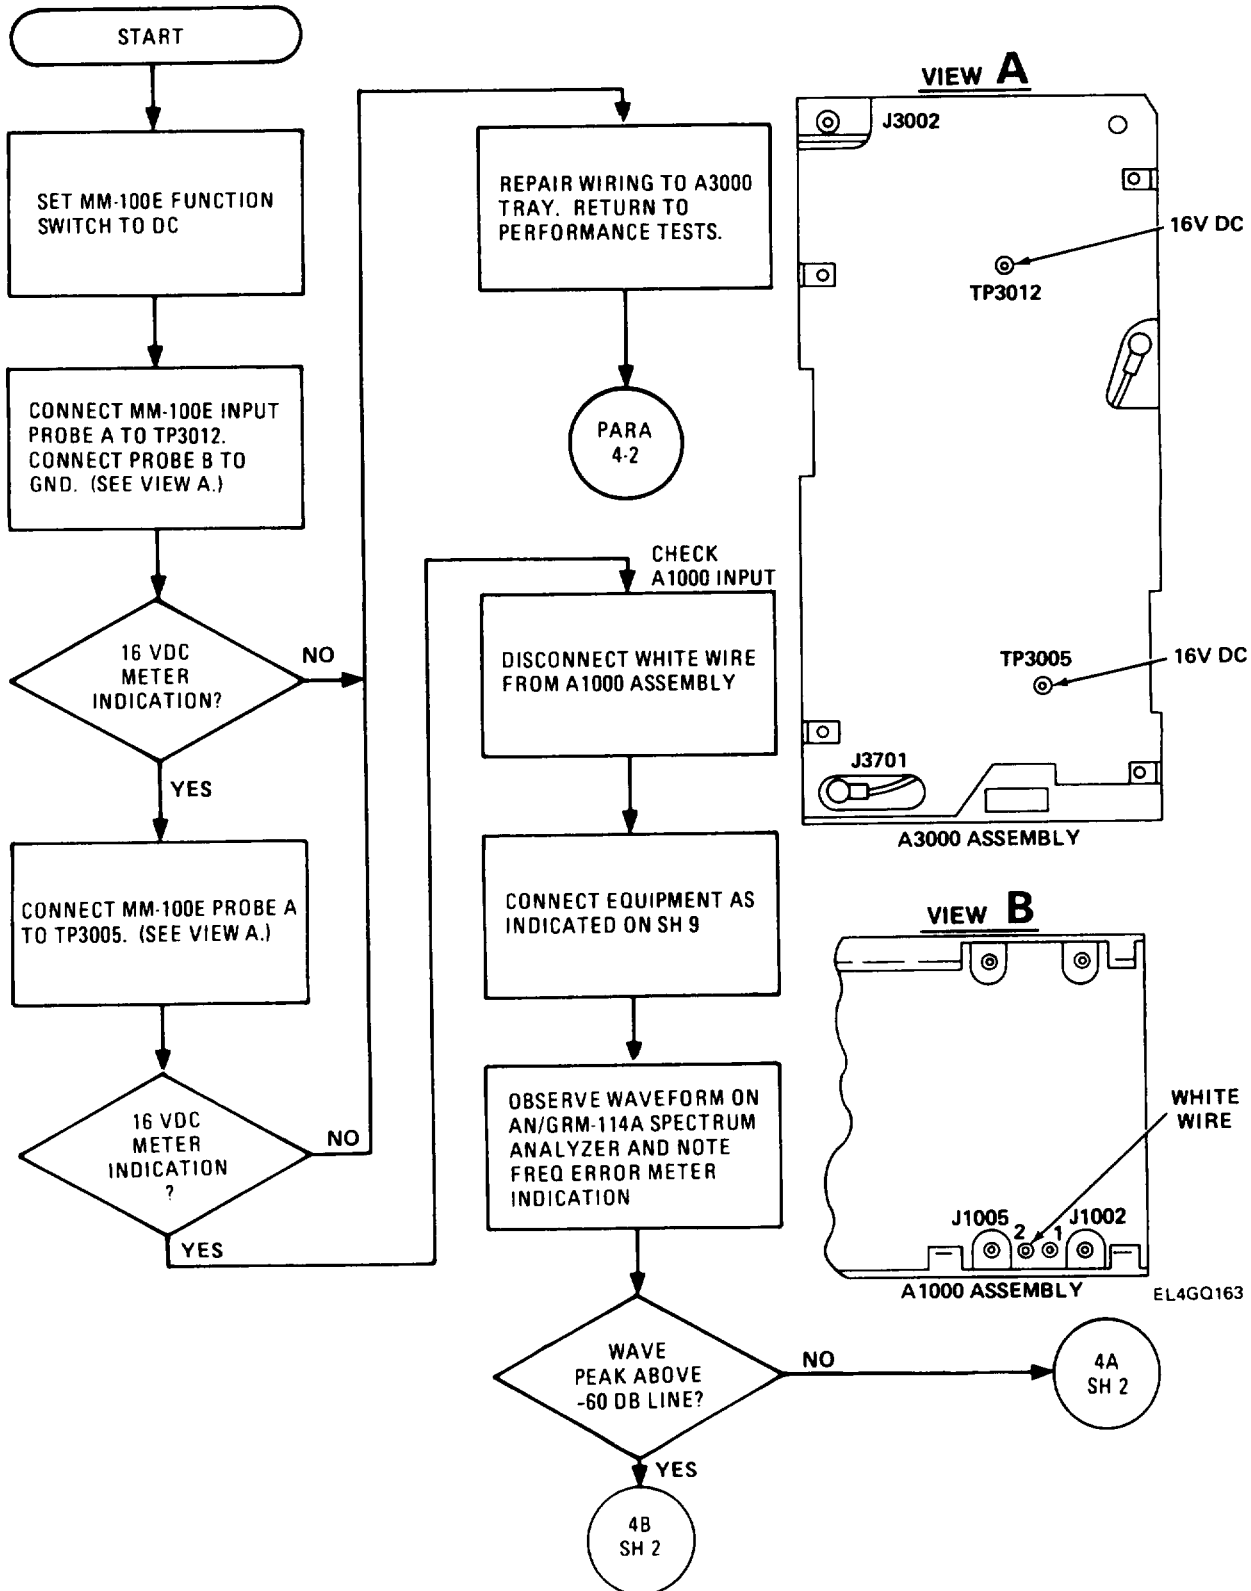 START
SET MM-100E FUNCTION
SWITCH TO DC
CONNECT MM-100E INPUT
PROBE A TO TP3012.
CONNECT PROBE B TO
GND. (SEE VIEW A.)
16 VDC
METER
INDICATION?
NO
YES
CONNECT MM-100E PROBE A
TO TP3005. (SEE VIEW A.)
16 VDC
METER
INDICATION
?
NO
YES
REPAIR WIRING TO A3000
TRAY. RETURN TO
PERFORMANCE TESTS.
PARA
4-2
CHECK
A1000 INPUT
DISCONNECT WHITE WIRE
FROM A1000 ASSEMBLY
CONNECT EQUIPMENT AS
INDICATED ON SH 9
OBSERVE WAVEFORM ON
AN/GRM-114A SPECTRUM
ANALYZER AND NOTE
FREQ ERROR METER
INDICATION
WAVE
PEAK ABOVE
-60 DB LINE?
NO
4A
SH 2
YES
4B
SH 2
VIEW A
J3002
16V DC
TP3012
TP3005
16V DC
J3701
A3000 ASSEMBLY
VIEW B
WHITE
WIRE
J1005 2 1 J1002
A1000 ASSEMBLY
EL4GQ163